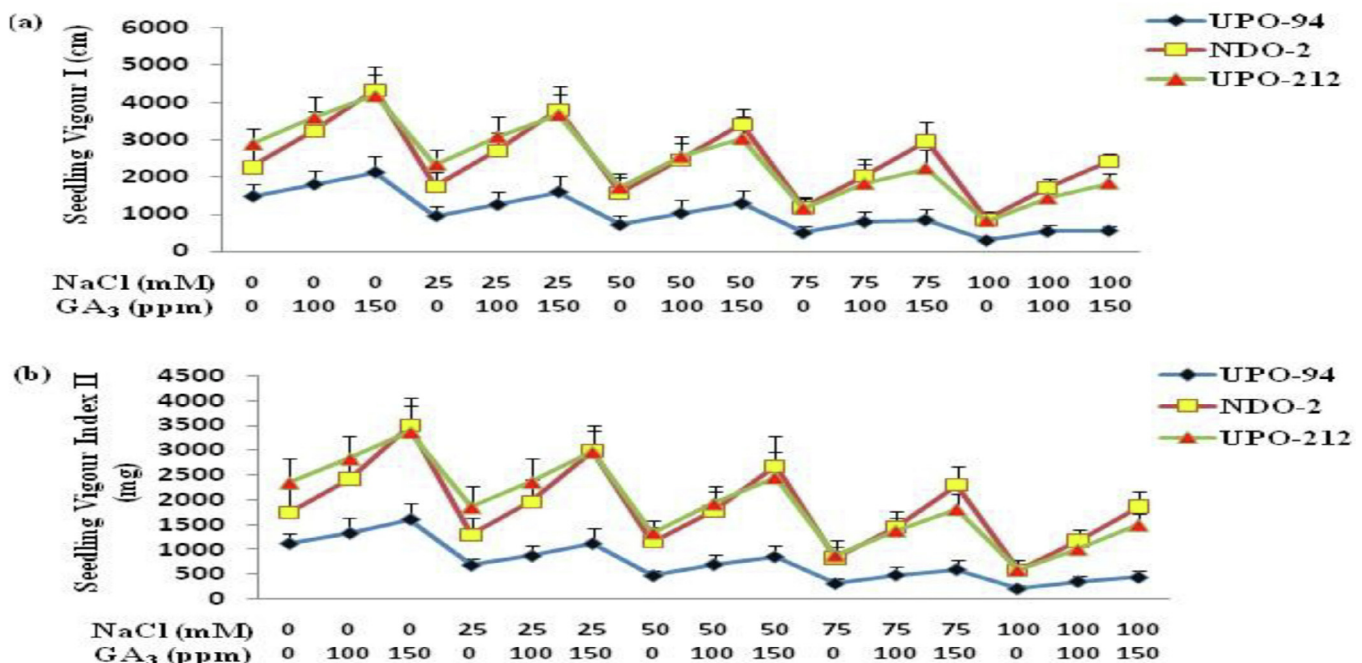 (a)
Seedling Vigour I (cm)
6000
5000
4000
3000
2000
1000
0
UPO-94
NDO-2
UPO-212
NaCl (mM) 0 0 0 25 25 25 50 50 50 75 75 75 100 100 100
GA₃ (ppm) 0 100 150 0 100 150 0 100 150 0 100 150 0 100 150
(b)
Seedling Vigour Index II
(mg)
4500
4000
3500
3000
2500
2000
1500
1000
500
0
UPO-94
NDO-2
UPO-212
NaCl (mM) 0 0 0 25 25 25 50 50 50 75 75 75 100 100 100
GA₃ (ppm) 0 100 150 0 100 150 0 100 150 0 100 150 0 100 150